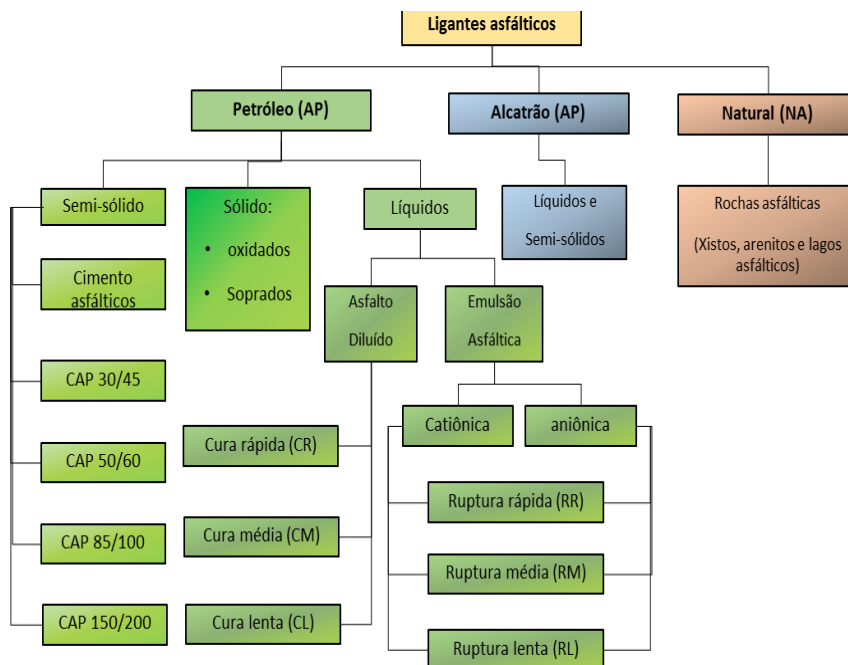 Ligantes asfálticos
Petróleo (AP)
Alcatrão (AP)
Natural (NA)
Semi-sólido
Sólido:
• oxidados
• Soprados
Líquidos
Líquidos e
Semi-sólidos
Rochas asfálticas
(Xistos, arenitos e lagos
asfálticos)
Cimento
asfálticos
Asfalto
Diluído
Emulsão
Asfáltica
CAP 30/45
CAP 50/60
CAP 85/100
CAP 150/200
Cura rápida (CR)
Cura média (CM)
Cura lenta (CL)
Catiônica
aniônica
Ruptura rápida (RR)
Ruptura média (RM)
Ruptura lenta (RL)